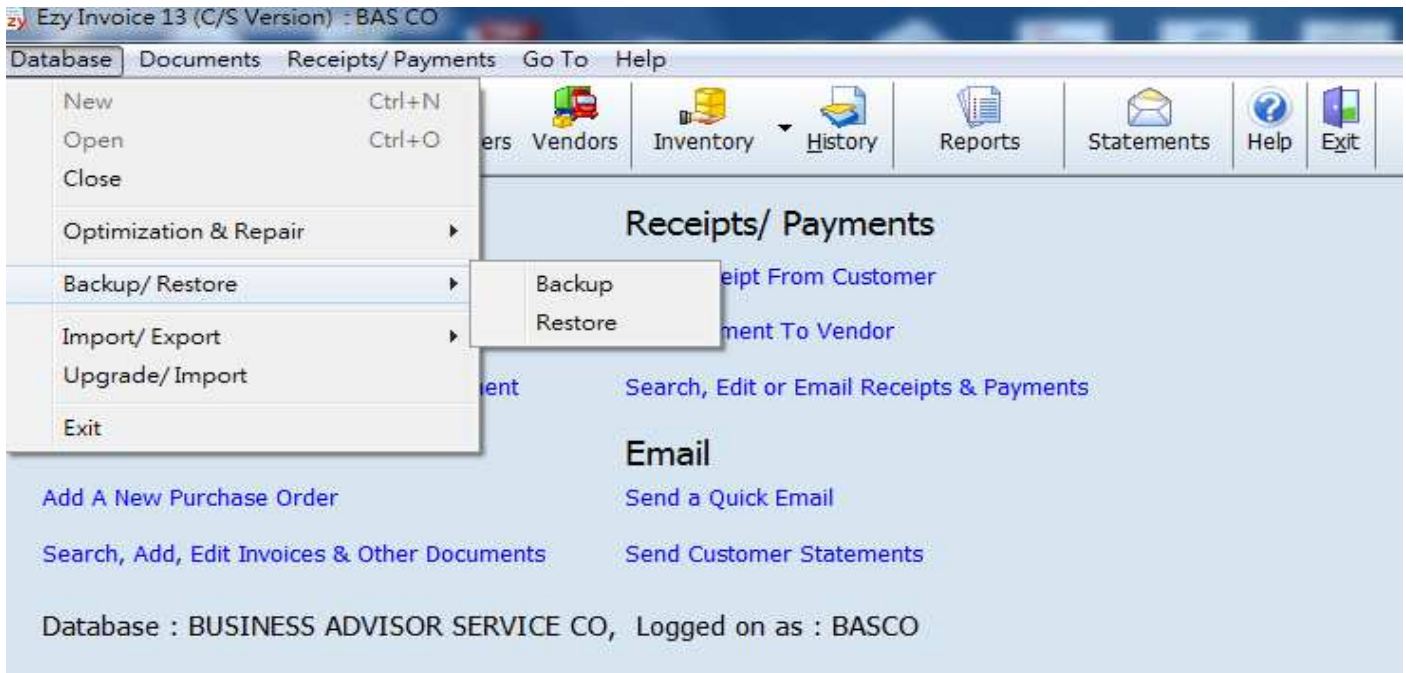 Ezy Invoice 13 (C/S Version) : BAS CO
Database Documents Receipts/ Payments Go To Help
New Ctrl+N
Open Ctrl+O
Close
Optimization & Repair
Backup/ Restore
Import/ Export
Upgrade/ Import
Exit
Backup
Restore
ers Vendors Inventory History Reports Statements Help Exit
Receipts/ Payments
eipt From Customer
ment To Vendor
ent Search, Edit or Email Receipts & Payments
Email
Add A New Purchase Order Send a Quick Email
Search, Add, Edit Invoices & Other Documents Send Customer Statements
Database : BUSINESS ADVISOR SERVICE CO, Logged on as : BASCO